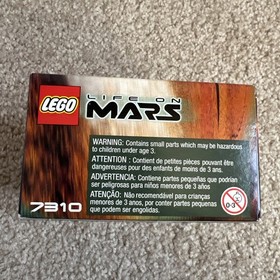 LEGO
LIFE ON
MARS
WARNING: Contains small parts which may be hazardous
to children under age 3.
ATTENTION : Contient de petites pièces pouvant être
dangereuses pour des enfants de moins de 3 ans.
ADVERTENCIA: Contiene partes pequeñas que podrían
ser peligrosas para niños menores de 3 años
ATENÇÃO: Não recomendável para crianças
menores de 3 anos, por conter partes pequenas
que podem ser engolidas.
7310
0-3